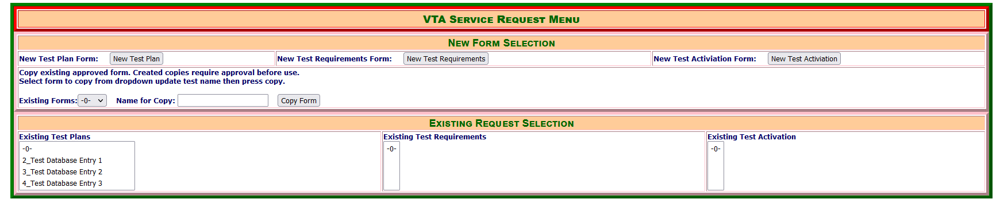 VTA Service Request Menu
New Form Selection
New Test Plan Form: New Test Plan New Test Requirements Form: New Test Requirements New Test Activiation Form: New Test Activiation
Copy existing approved form. Created copies require approval before use.
Select form to copy from dropdown update test name then press copy.
Existing Forms: -0- Name for Copy: Copy Form
Existing Request Selection
Existing Test Plans Existing Test Requirements Existing Test Activation
-0- -0- -0-
2_Test Database Entry 1
3_Test Database Entry 2
4_Test Database Entry 3